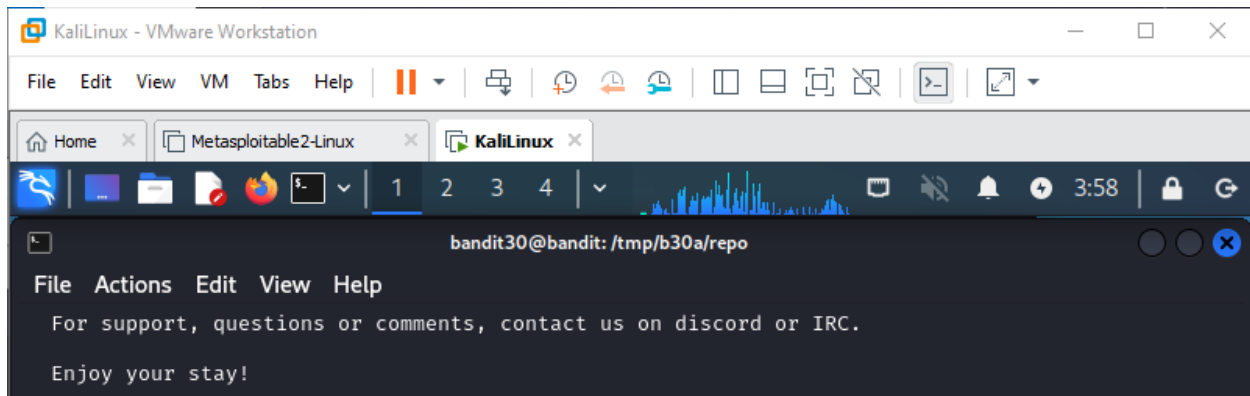 KaliLinux - VMware Workstation
File Edit View VM Tabs Help
Home Metasploitable2-Linux KaliLinux
1 2 3 4 3:58
bandit30@bandit: /tmp/b30a/repo
File Actions Edit View Help
For support, questions or comments, contact us on discord or IRC.
Enjoy your stay!